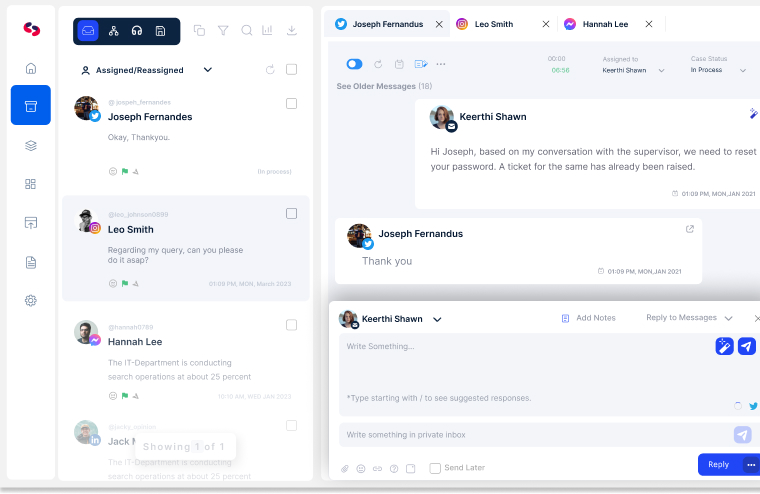 Joseph Fernandus
Leo Smith
Hannah Lee
Assigned/Reassigned
00:00
06:56
Assigned to
Keerthi Shawn
Case Status
In Process
See Older Messages (18)
@jospeh_fernandes
Joseph Fernandes
Okay, Thankyou.
(In process)
Keerthi Shawn
Hi Joseph, based on my conversation with the supervisor, we need to reset
your password. A ticket for the same has already been raised.
01:09 PM, MON,JAN 2021
@leo_johnson0899
Leo Smith
Regarding my query, can you please
do it asap?
01:09 PM, MON, March 2023
Joseph Fernandus
Thank you
01:09 PM, MON,JAN 2021
@hannah0789
Hannah Lee
The IT-Department is conducting
search operations at about 25 percent
10:10 AM, WED,JAN 2022
Jack
Showing 1 of 1
The IT-Department is conducting
search operations at about 25 percent
Keerthi Shawn
Add Notes
Reply to Messages
Write Something...
*Type starting with / to see suggested responses.
Write something in private inbox
Send Later
Reply